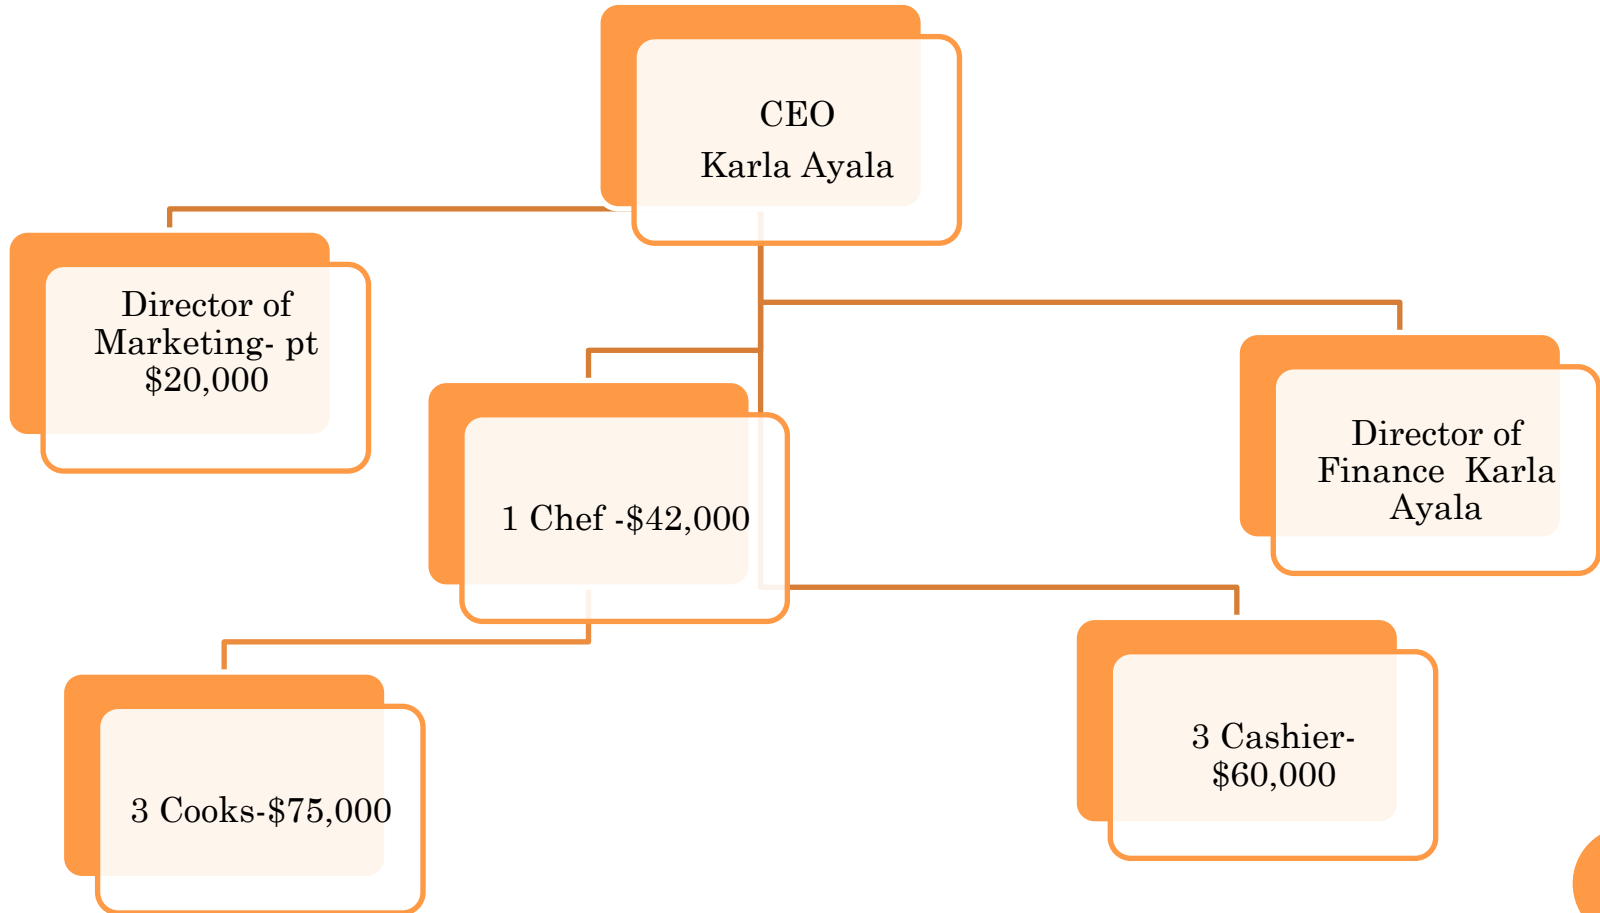 CEO
Karla Ayala
Director of
Marketing- pt
$20,000
1 Chef -$42,000
Director of
Finance  Karla
Ayala
3 Cooks-$75,000
3 Cashier-
$60,000